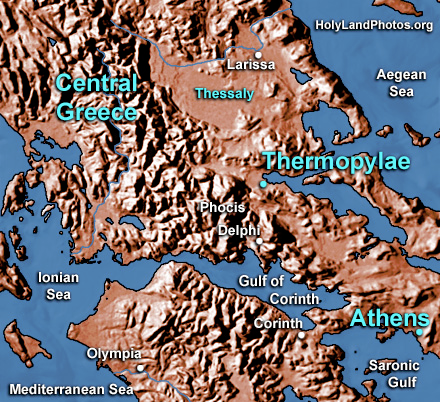 HolyLandPhotos.org
Larissa
Aegean
Sea
Central
Greece
Thessaly
Thermopylae
Phocis
Delphi
Ionian
Sea
Gulf of
Corinth
Corinth
Athens
Olympia
Saronic
Gulf
Mediterranean Sea